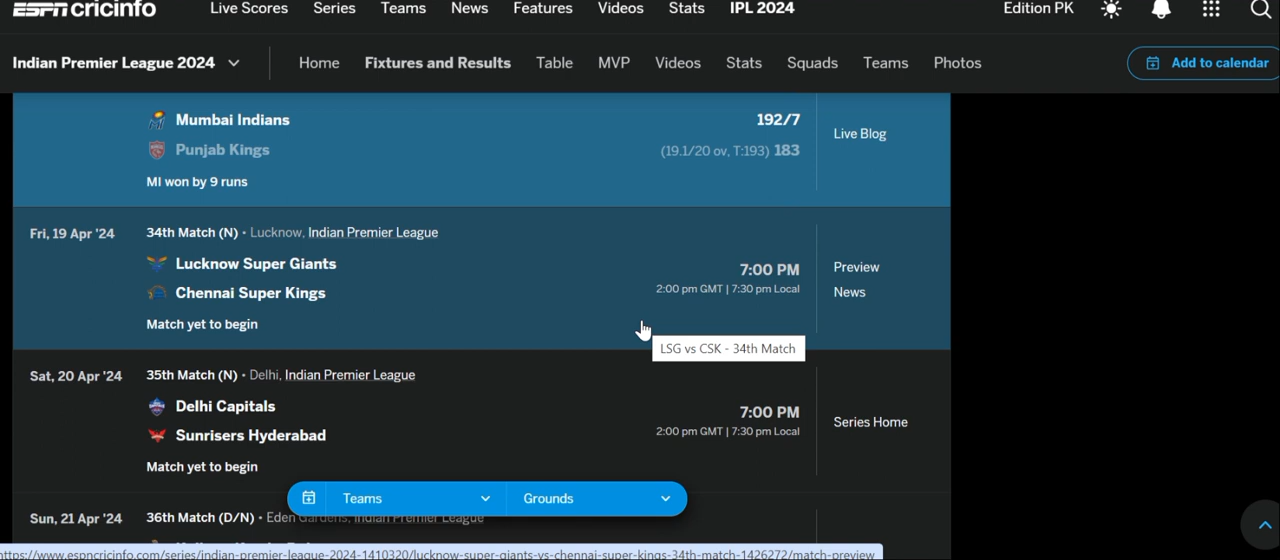 ESPN cricinfo Live Scores Series Teams News Features Videos Stats IPL 2024 Edition PK
Indian Premier League 2024 Home Fixtures and Results Table MVP Videos Stats Squads Teams Photos Add to calendar
Mumbai Indians 192/7
Live Blog
Punjab Kings (19.1/20 ov, T:193) 183
MI won by 9 runs
Fri, 19 Apr '24 34th Match (N) • Lucknow, Indian Premier League
Lucknow Super Giants 7:00 PM Preview
Chennai Super Kings 2:00 pm GMT | 7:30 pm Local News
Match yet to begin
LSG vs CSK - 34th Match
Sat, 20 Apr '24 35th Match (N) • Delhi, Indian Premier League
Delhi Capitals 7:00 PM
Series Home
Sunrisers Hyderabad 2:00 pm GMT | 7:30 pm Local
Match yet to begin
Teams Grounds
Sun, 21 Apr '24 36th Match (D/N) • Eden Gardens, Indian Premier League
https://www.espncricinfo.com/series/indian-premier-league-2024-1410320/lucknow-super-giants-vs-chennai-super-kings-34th-match-1426272/match-preview